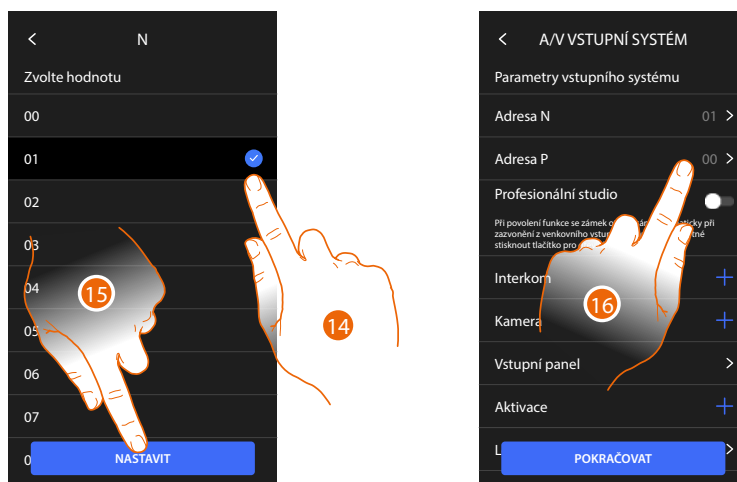 N
Zvolte hodnotu
00
01
02
03
04
05
06
07
0
NASTAVIT
15
14
A/V VSTUPNÍ SYSTÉM
Parametry vstupního systému
Adresa N 01
Adresa P 00
Profesionální studio
Při povolení funkce se zámek při
zazvonění z venkovního
stisknout tlačítko pro
Interkom
16
Kamera
Vstupní panel
Aktivace
L
POKRAČOVAT